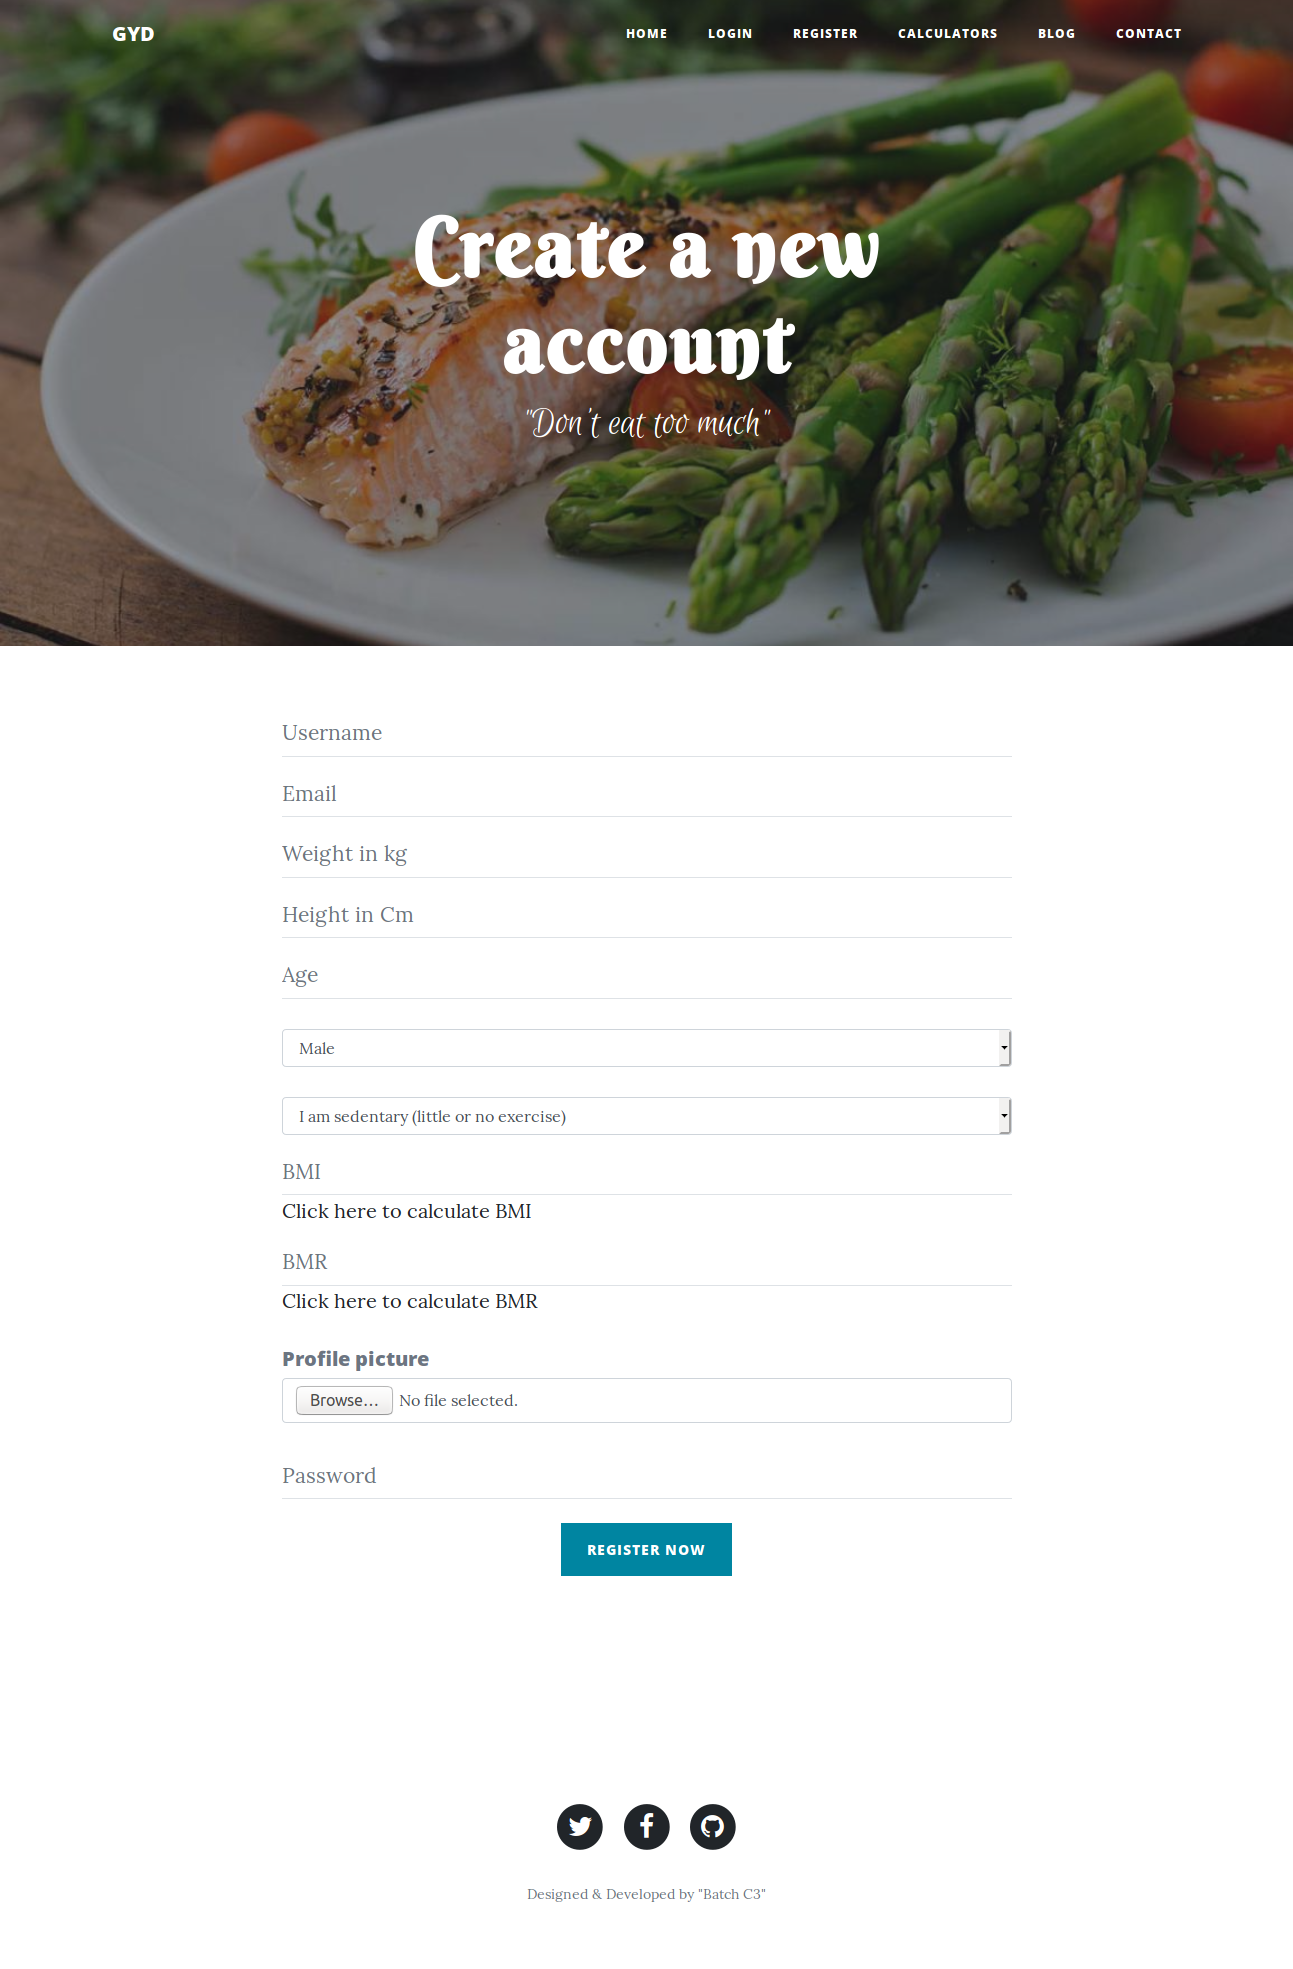 GYD
HOME LOGIN REGISTER CALCULATORS BLOG CONTACT
Create a new
account
"Don't eat too much"
Username
Email
Weight in kg
Height in Cm
Age
Male
I am sedentary (little or no exercise)
BMI
Click here to calculate BMI
BMR
Click here to calculate BMR
Profile picture
Browse... No file selected.
Password
REGISTER NOW
Designed & Developed by "Batch C3"